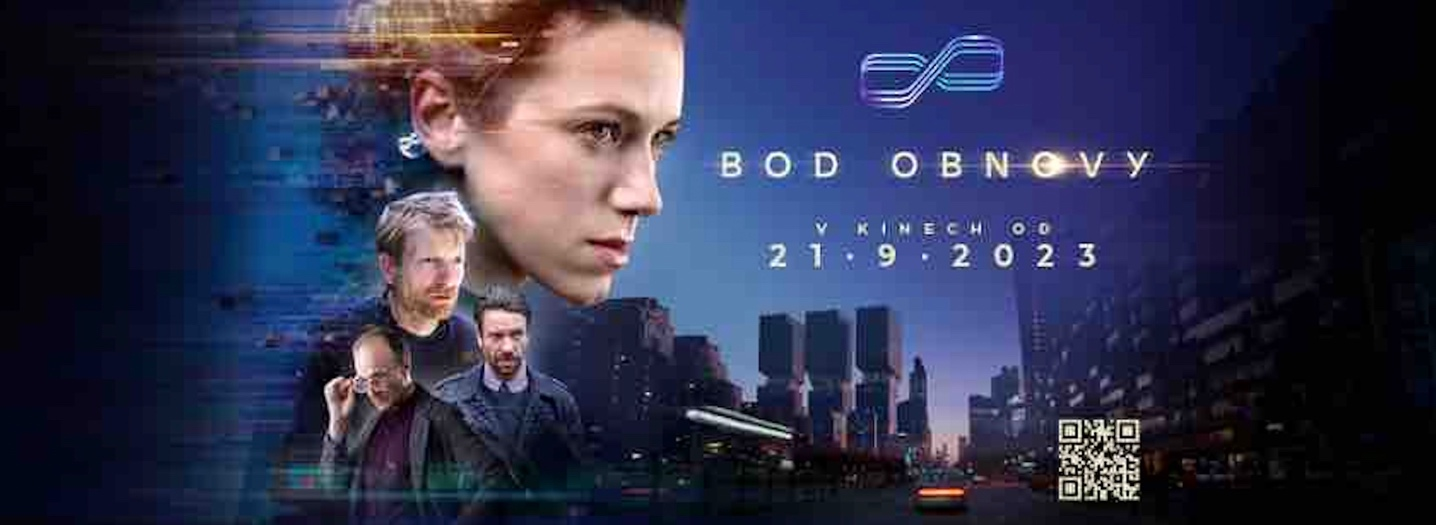 BOD OBNOVY
V KINECH OD
21·9·2023